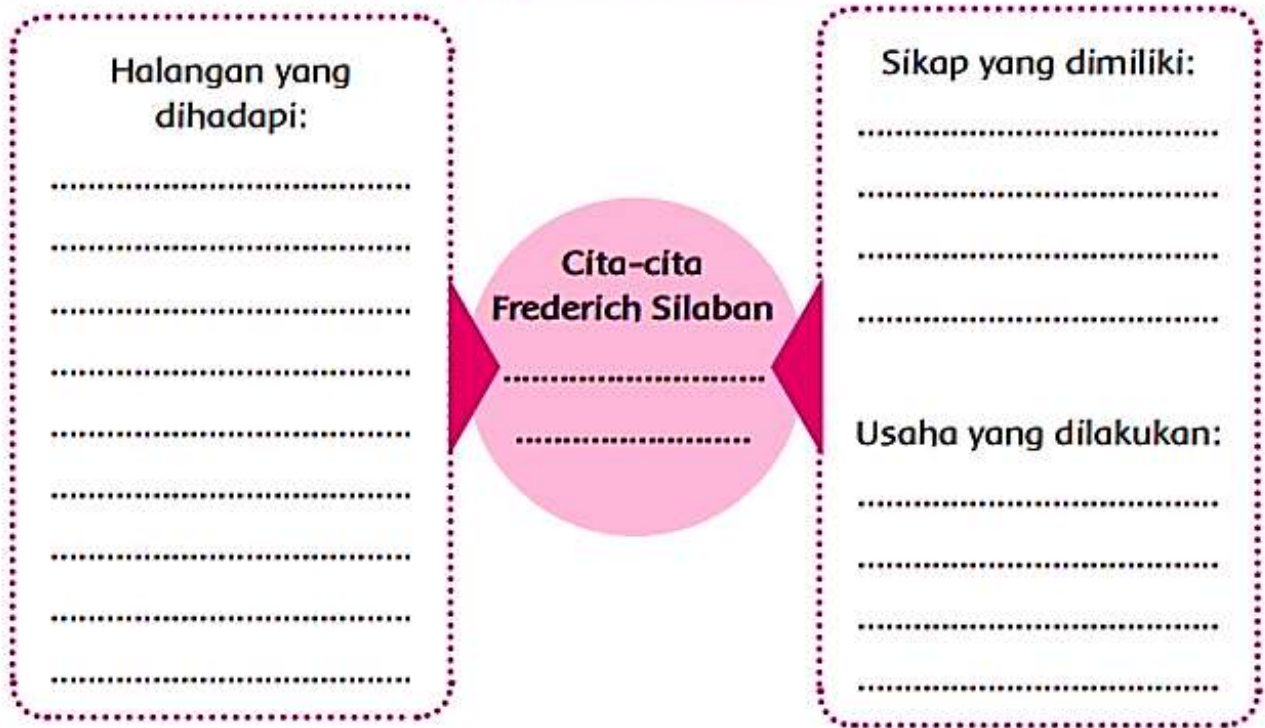 Halangan yang
dihadapi:
Cita-cita
Frederich Silaban
Sikap yang dimiliki:
Usaha yang dilakukan: